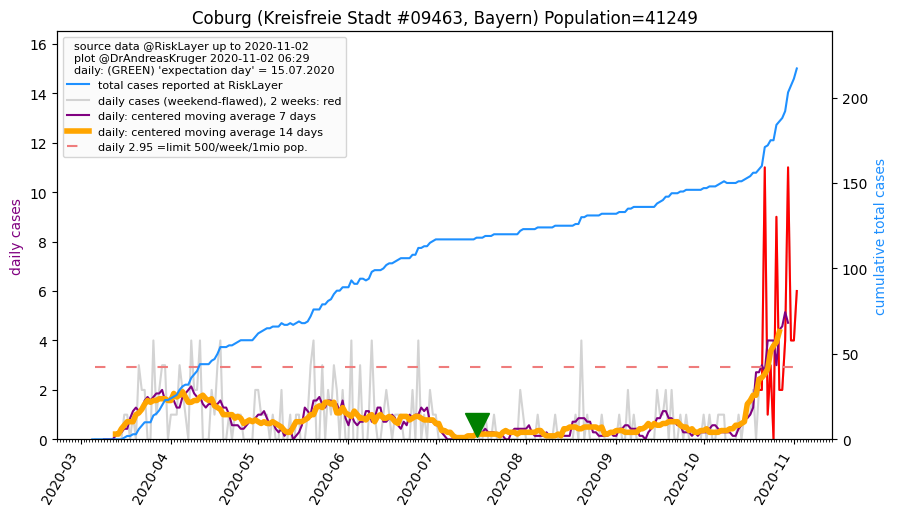 Coburg (Kreisfreie Stadt #09463, Bayern) Population=41249
source data @RiskLayer up to 2020-11-02
plot @DrAndreasKruger 2020-11-02 06:29
daily: (GREEN) 'expectation day' = 15.07.2020
total cases reported at RiskLayer
daily cases (weekend-flawed), 2 weeks: red
daily: centered moving average 7 days
daily: centered moving average 14 days
daily 2.95 =limit 500/week/1mio pop.
daily cases
16
14
12
10
8
6
4
2
0
cumulative total cases
200
150
100
50
0
2020-03
2020-04
2020-05
2020-06
2020-07
2020-08
2020-09
2020-10
2020-11